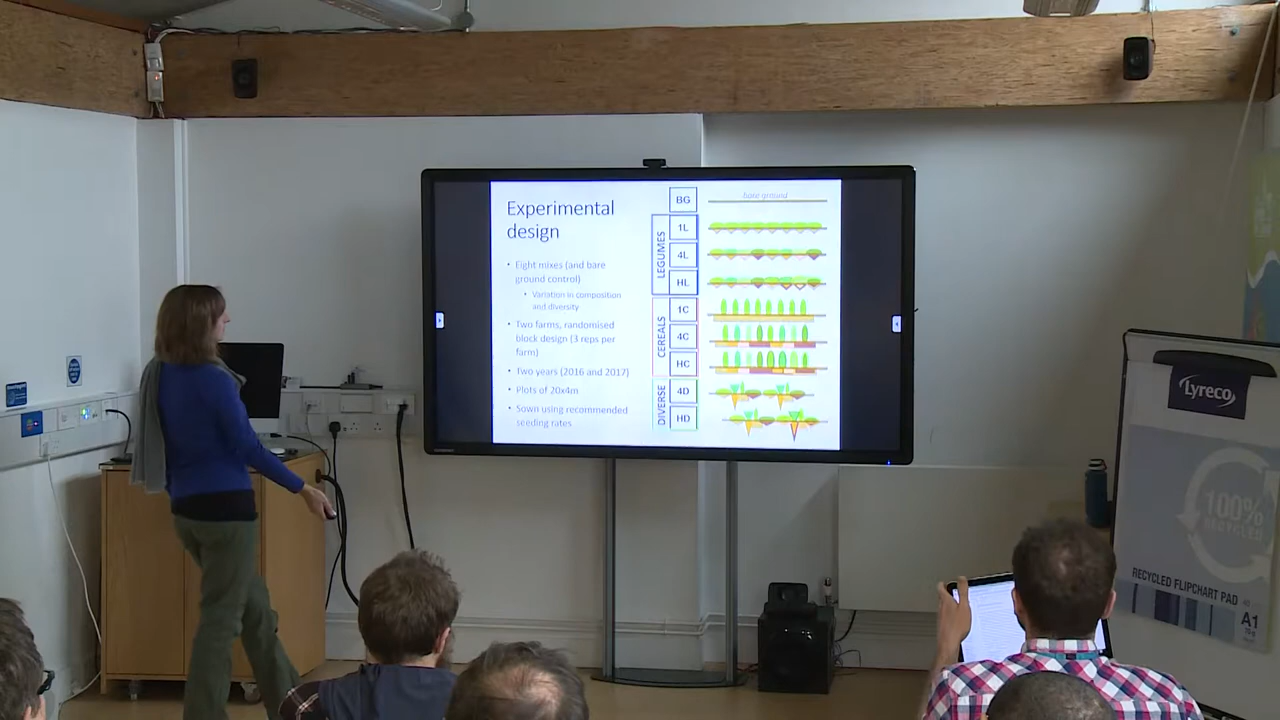 Experimental
design
• Eight mixes (and bare
ground control)
• Variation in composition
and diversity
• Two farms, randomised
block design (3 reps per
farm)
• Two years (2016 and 2017)
• Plots of 20x4m
• Sown using recommended
seeding rates
BG
bare ground
LEGUMES
1L
4L
HL
CEREALS
1C
4C
HC
DIVERSE
4D
HD
Lyreco
100%
RECYCLED
RECYCLED FLIPCHART PAD
A1